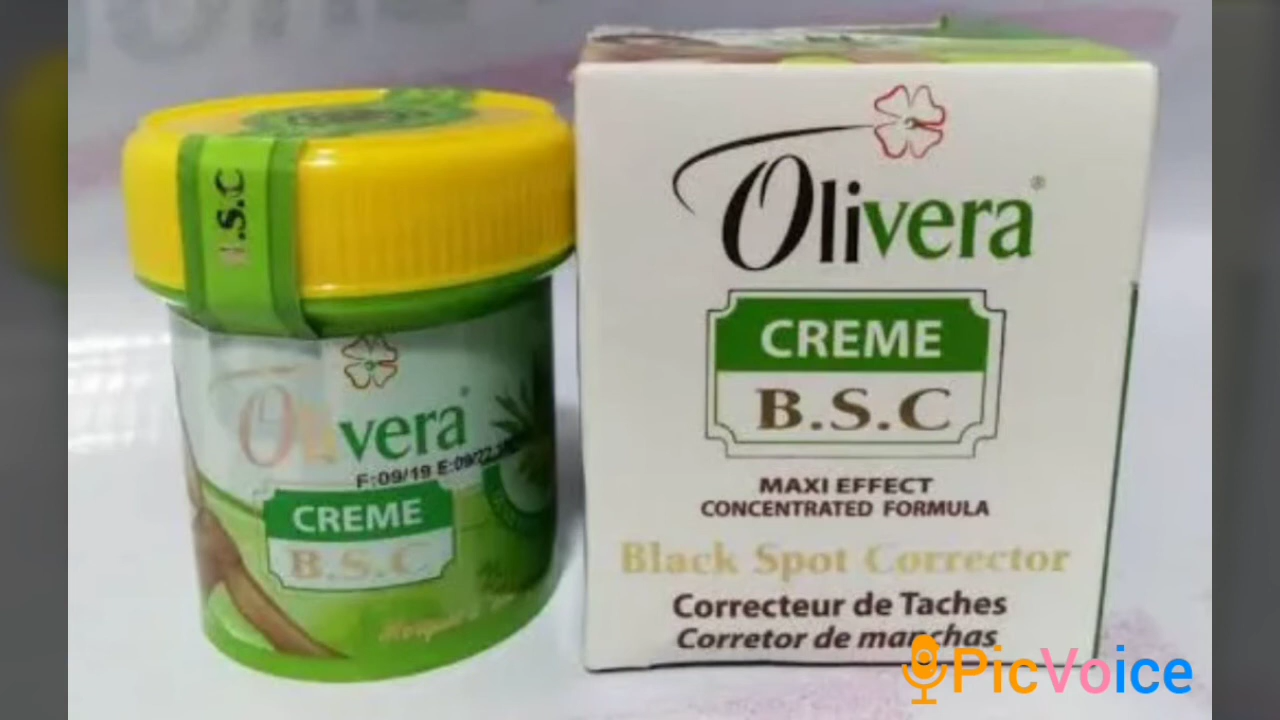 B.S.C
Olivera
F:09/19 E:09/22
CREME
B.S.C
Olivera®
CREME
B.S.C
MAXI EFFECT
CONCENTRATED FORMULA
Black Spot Corrector
Correcteur de Taches
Corretor de manchas
PicVoice